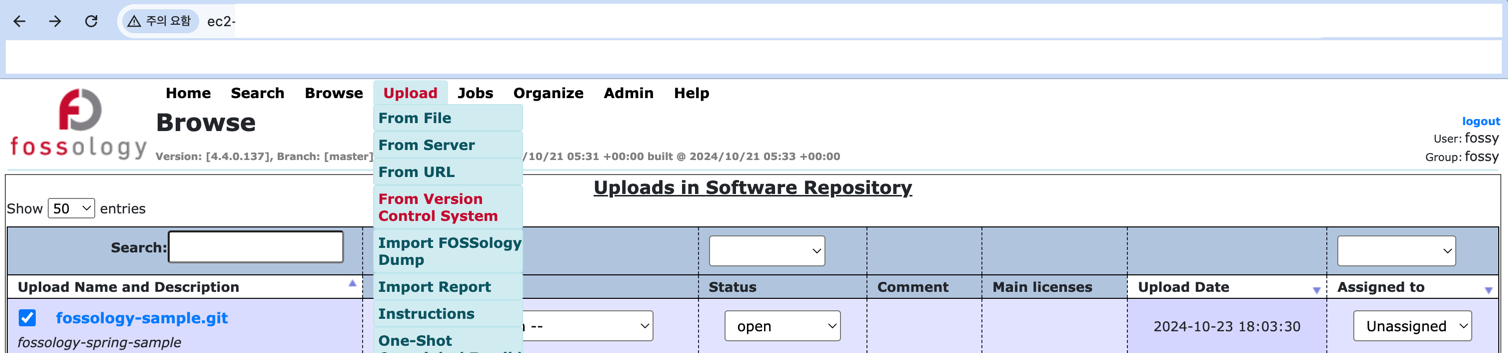 주의 요함
ec2-
Home Search Browse Upload Jobs Organize Admin Help
fossology
Browse
logout
User: fossy
Version: [4.4.0.137], Branch: [master] /10/21 05:31 +00:00 built @ 2024/10/21 05:33 +00:00
Group: fossy
From File
From Server
From URL
From Version
Control System
Import FOSSology
Dump
Import Report
Instructions
One-Shot
Uploads in Software Repository
Show 50 entries
Search:
Upload Name and Description Status Comment Main licenses Upload Date Assigned to
fossology-sample.git -- open 2024-10-23 18:03:30 Unassigned
fossology-spring-sample